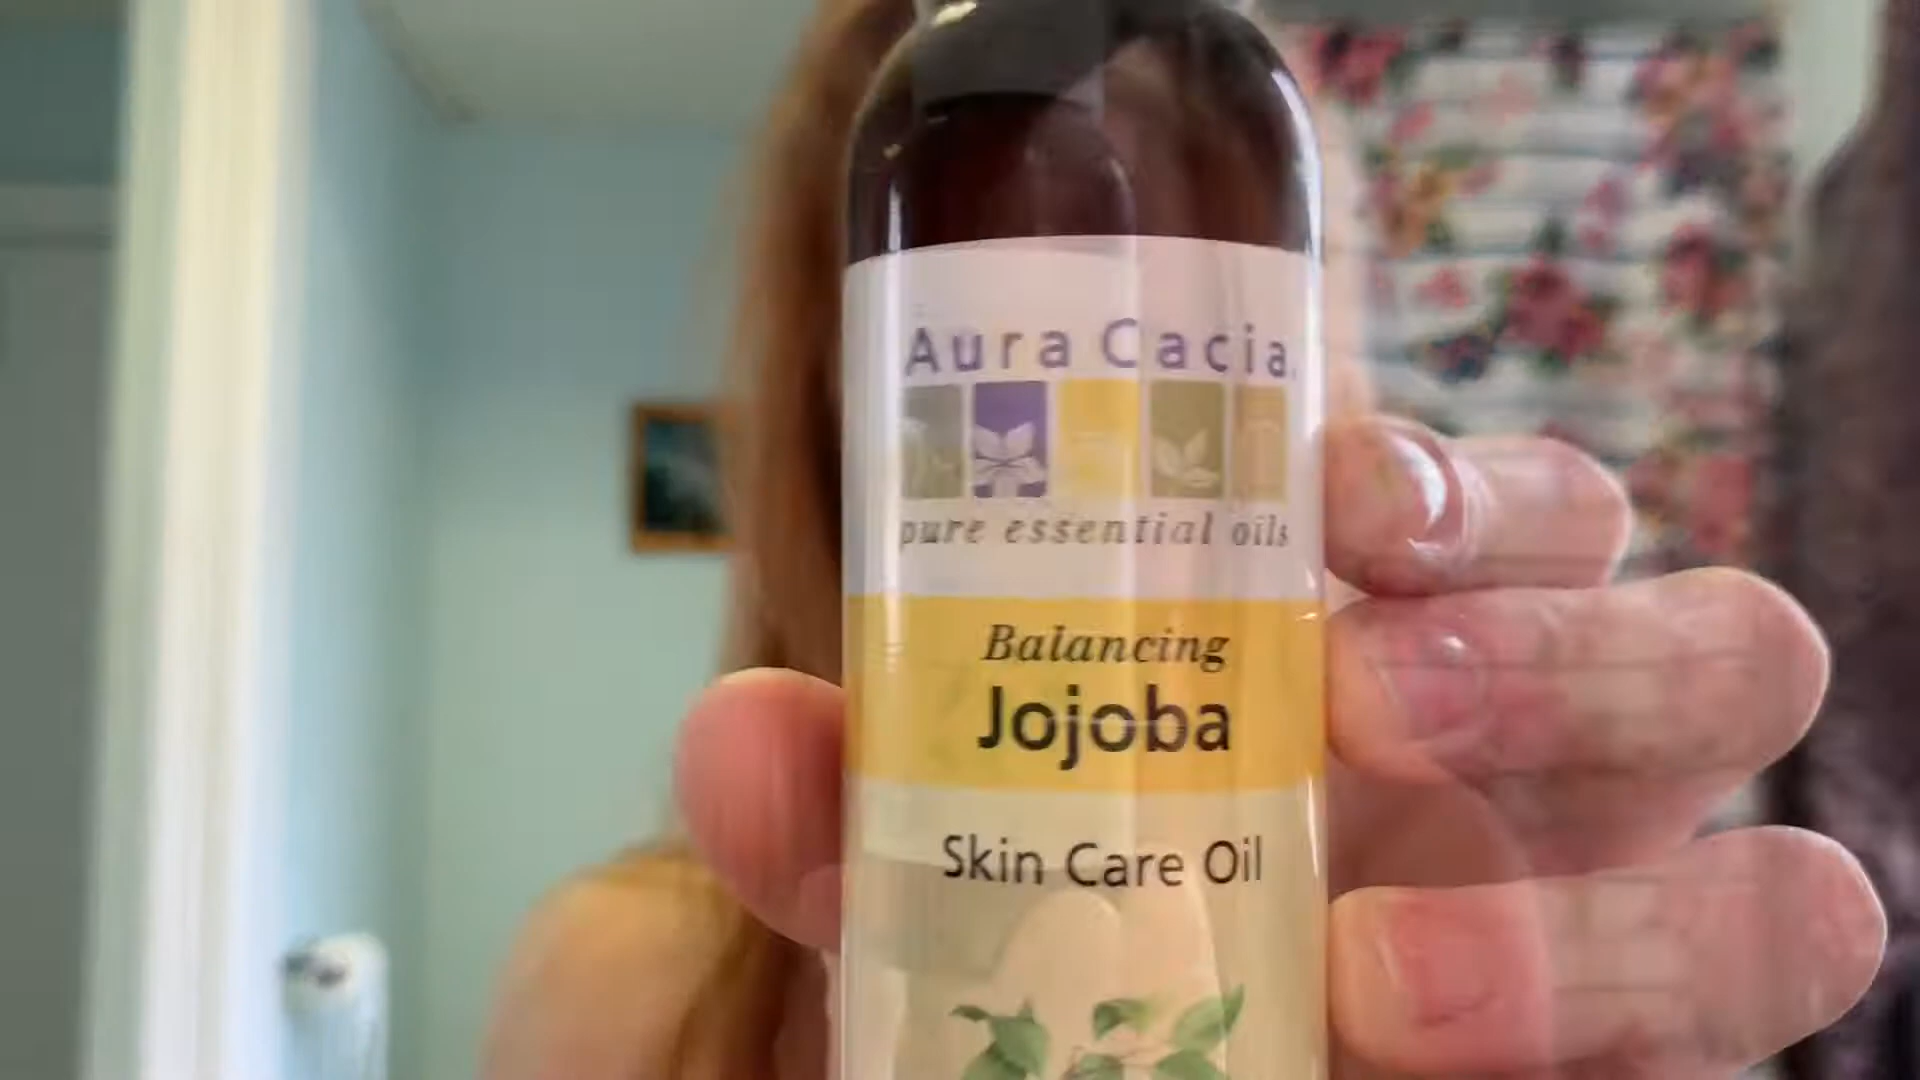 Aura Cacia
pure essential oils
Balancing
Jojoba
Skin Care Oil